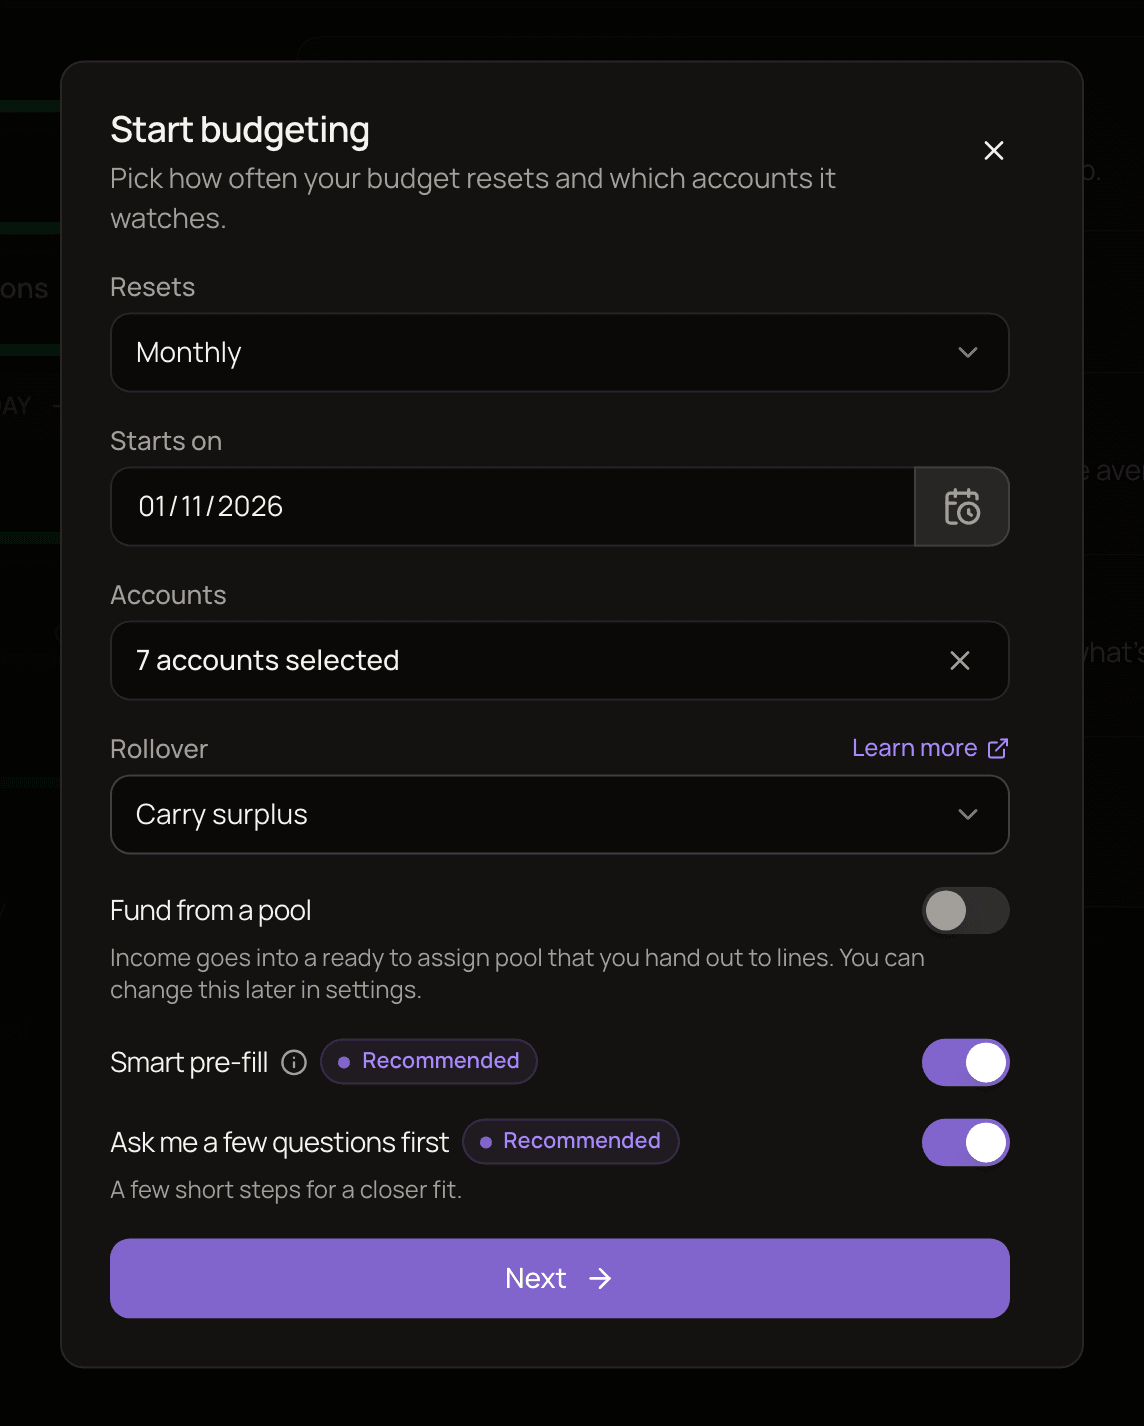 Start budgeting
Pick how often your budget resets and which accounts it
watches.
Resets
Monthly
Starts on
01/11/2026
Accounts
7 accounts selected
Rollover
Learn more
Carry surplus
Fund from a pool
Income goes into a ready to assign pool that you hand out to lines. You can
change this later in settings.
Smart pre-fill
Recommended
Ask me a few questions first
Recommended
A few short steps for a closer fit.
Next